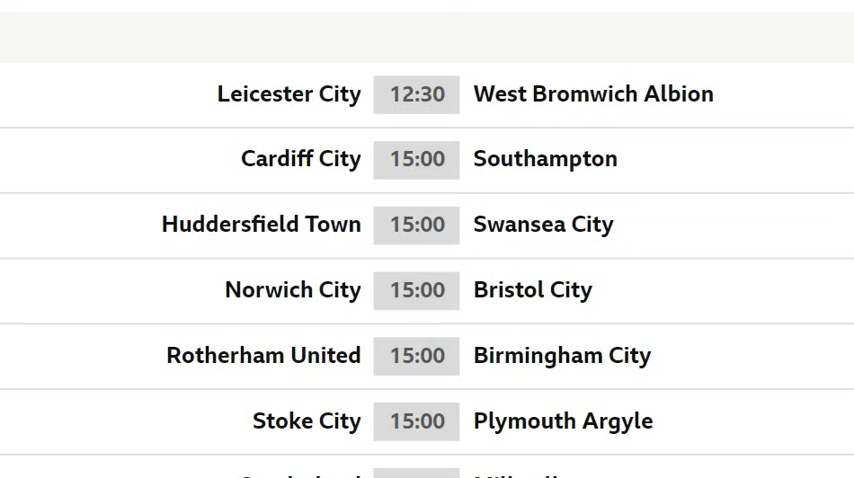 Leicester City 12:30 West Bromwich Albion
Cardiff City 15:00 Southampton
Huddersfield Town 15:00 Swansea City
Norwich City 15:00 Bristol City
Rotherham United 15:00 Birmingham City
Stoke City 15:00 Plymouth Argyle